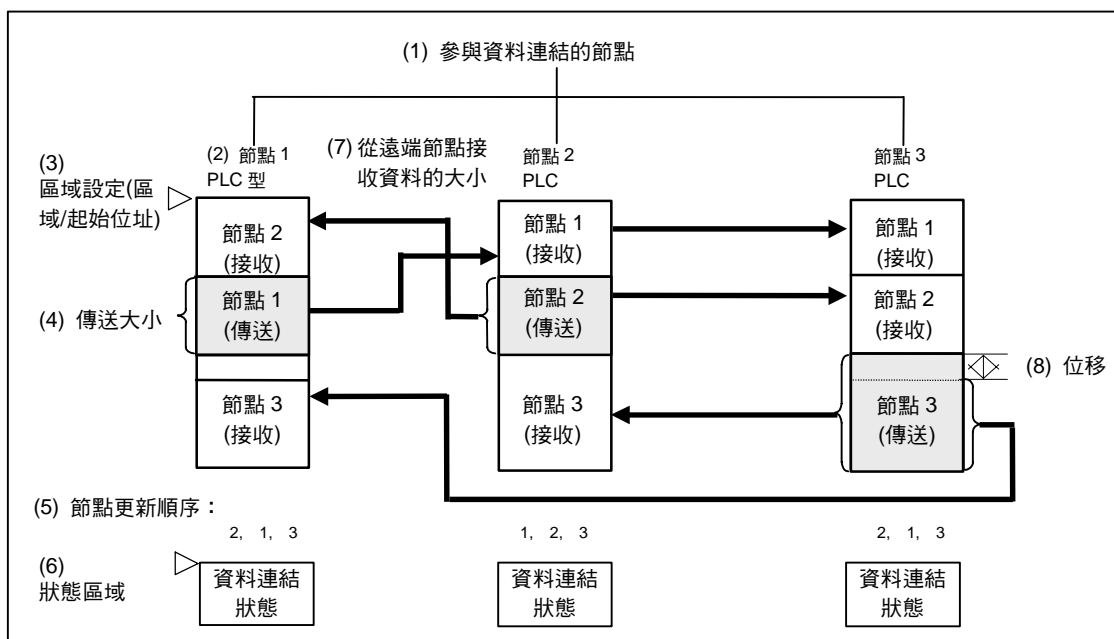 (1) 參與資料連結的節點
(3)
區域設定(區
域/起始位址)
(2) 節點 1
PLC 型
(7) 從遠端節點接
收資料的大小
節點 2
PLC
節點 3
PLC
節點 2
(接收)
節點 1
(傳送)
節點 3
(接收)
節點 1
(接收)
節點 2
(傳送)
節點 3
(接收)
節點 1
(接收)
節點 2
(接收)
節點 3
(傳送)
(4) 傳送大小
(8) 位移
(5) 節點更新順序：
2, 1, 3
1, 2, 3
2, 1, 3
(6)
狀態區域
資料連結
狀態
資料連結
狀態
資料連結
狀態